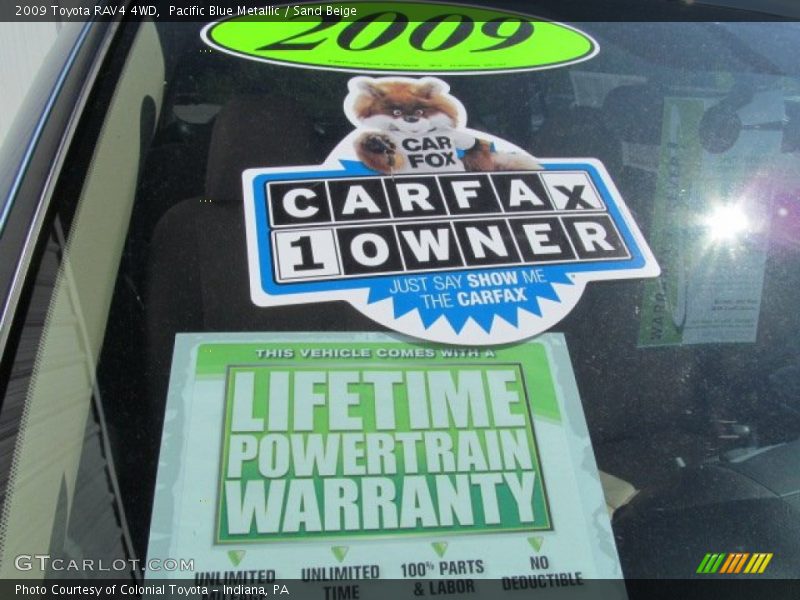 2009 Toyota RAV4 4WD, Pacific Blue Metallic / Sand Beige
2009
CAR
FOX
CARFAX
1 OWNER
JUST SAY SHOW ME
THE CARFAX
THIS VEHICLE COMES WITH A
LIFETIME
POWERTRAIN
WARRANTY
UNLIMITED UNLIMITED 100% PARTS NO
TIME & LABOR DEDUCTIBLE
GTCARLOT.COM
Photo Courtesy of Colonial Toyota - Indiana, PA